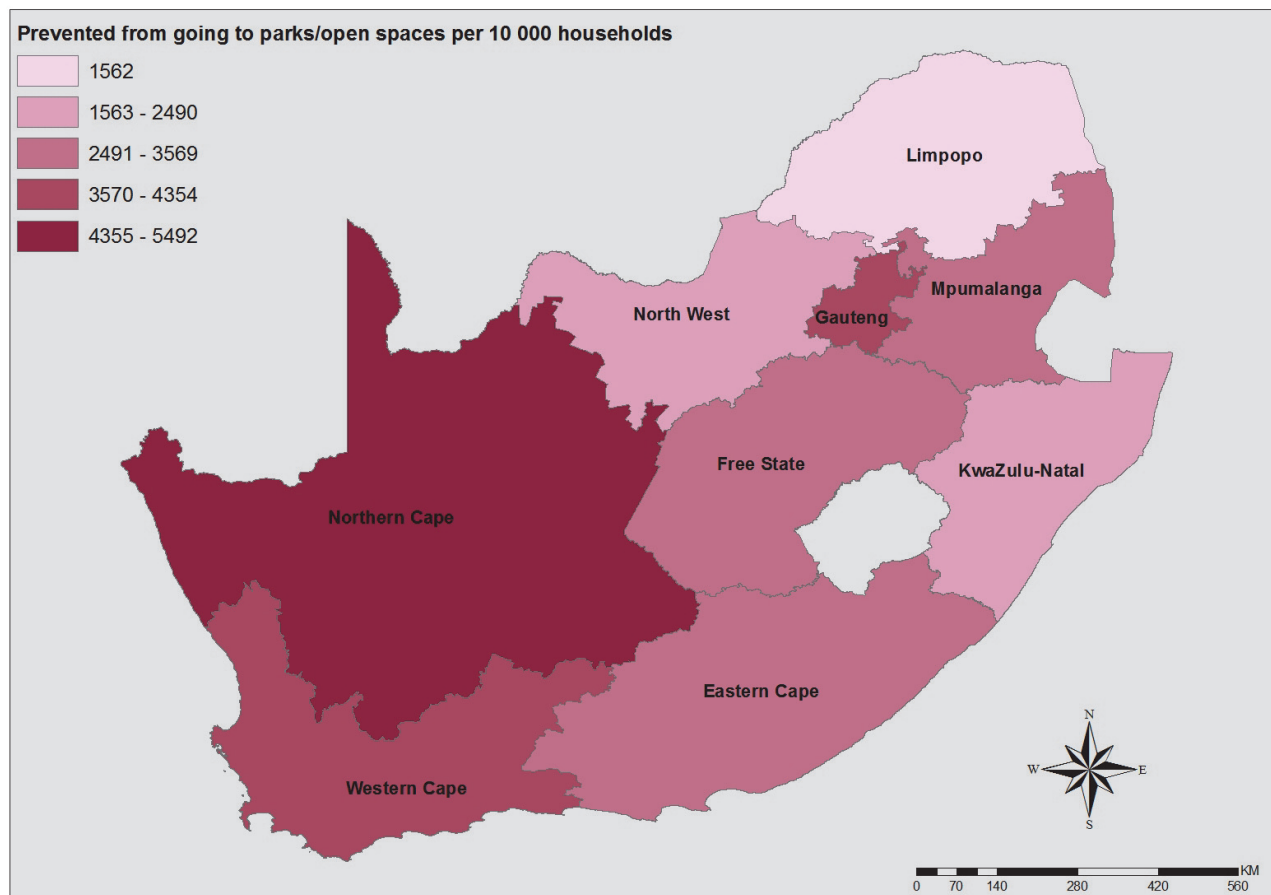 Prevented from going to parks/open spaces per 10 000 households
1562
1563 - 2490
2491 - 3569
3570 - 4354
4355 - 5492
Limpopo
Mpumalanga
North West
Gauteng
Free State
KwaZulu-Natal
Northern Cape
Eastern Cape
Western Cape
N
W E
S
KM
0 70 140 280 420 560